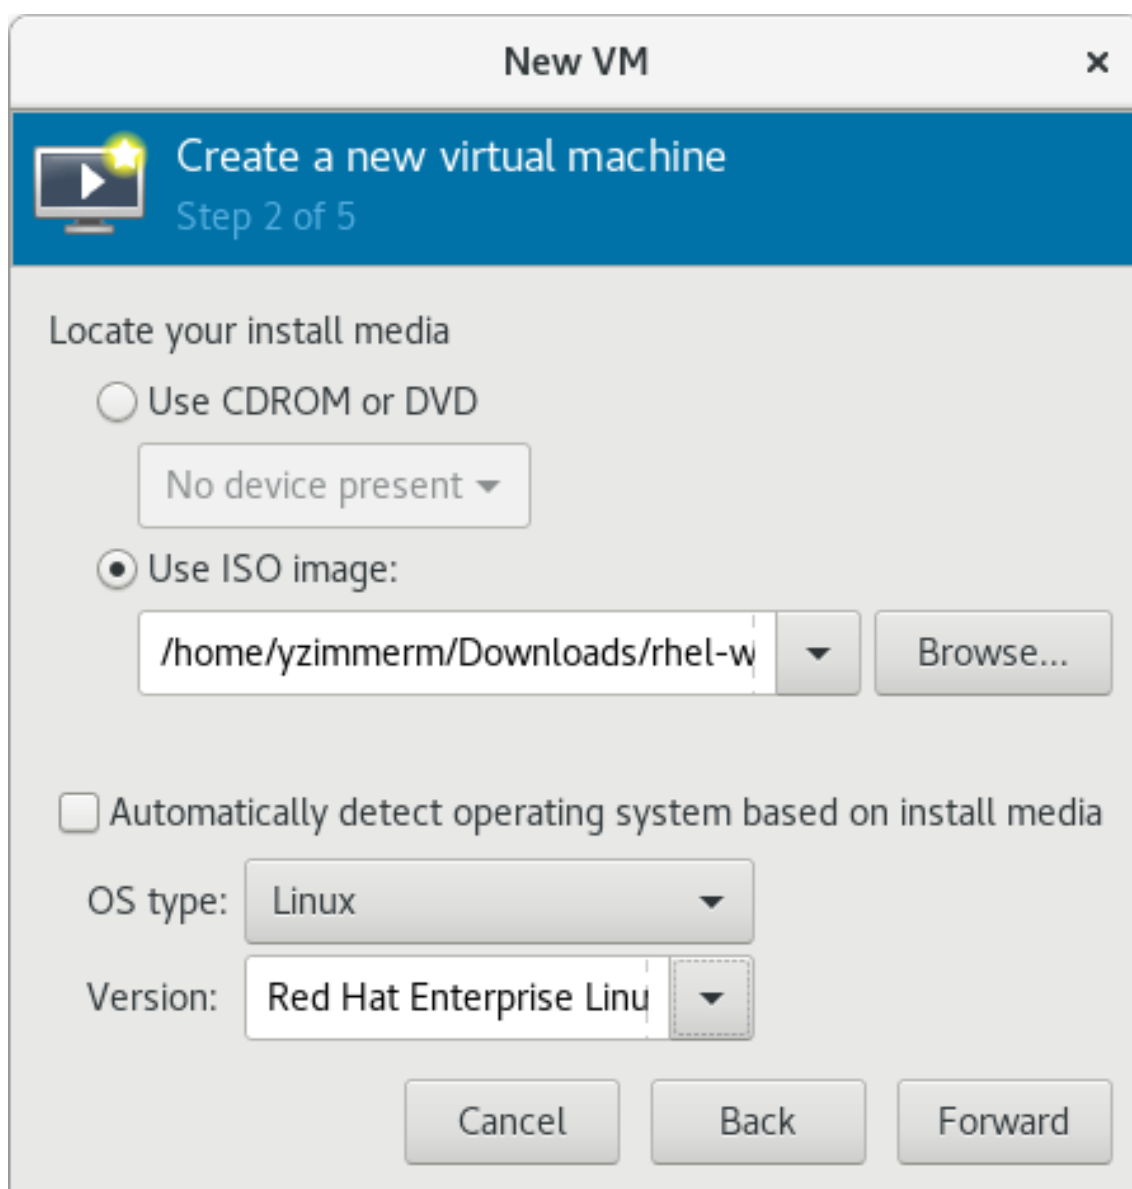 New VM
Create a new virtual machine
Step 2 of 5
Locate your install media
Use CDROM or DVD
No device present
Use ISO image:
/home/yzimmerm/Downloads/rhel-w
Browse...
Automatically detect operating system based on install media
OS type: Linux
Version: Red Hat Enterprise Linu
Cancel Back Forward